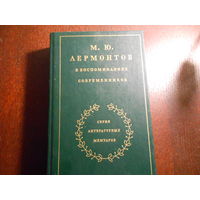 М. Ю.
ЛЕРМОНТОВ
В ВОСПОМИНАНИЯХ
СОВРЕМЕННИКОВ
СЕРИЯ
ЛИТЕРАТУРНЫХ
МЕМУАРОВ